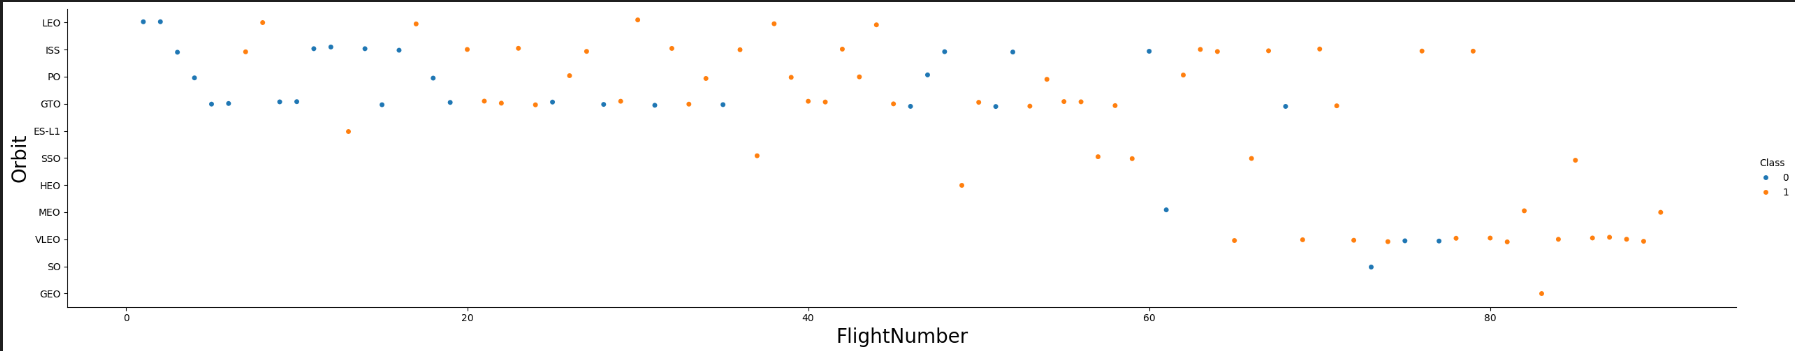 LEO
ISS
PO
GTO
ES-L1
SSO
HEO
MEO
VLEO
SO
GEO
Orbit
0
20
40
60
80
FlightNumber
Class
0
1